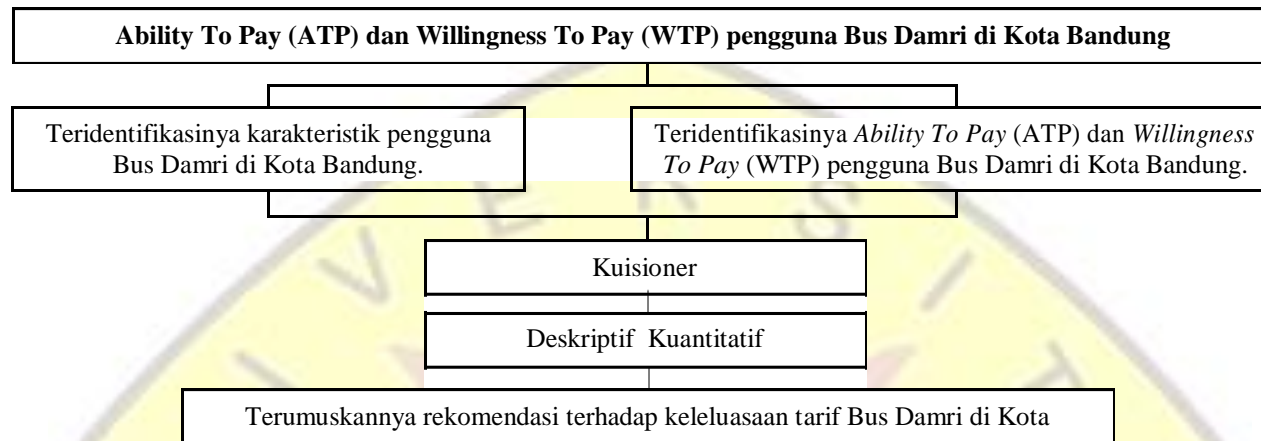 Ability To Pay (ATP) dan Willingness To Pay (WTP) pengguna Bus Damri di Kota Bandung
Teridentifikasinya karakteristik pengguna
Bus Damri di Kota Bandung.
Teridentifikasinya Ability To Pay (ATP) dan Willingness
To Pay (WTP) pengguna Bus Damri di Kota Bandung.
Kuisioner
Deskriptif Kuantitatif
Terumuskannya rekomendasi terhadap keleluasaan tarif Bus Damri di Kota